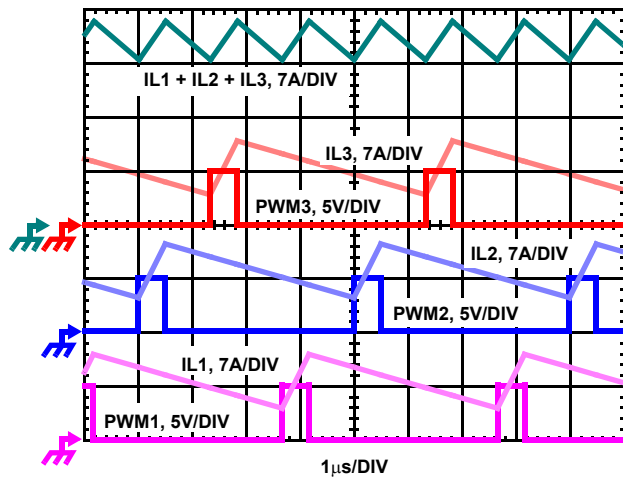 IL1 + IL2 + IL3, 7A/DIV
IL3, 7A/DIV
PWM3, 5V/DIV
IL2, 7A/DIV
PWM2, 5V/DIV
IL1, 7A/DIV
PWM1, 5V/DIV
1μs/DIV